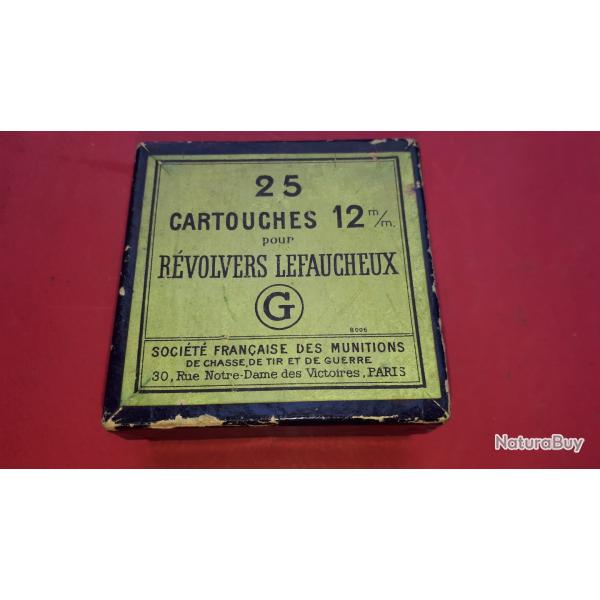 25
CARTOUCHES 12 m/m.
pour
RÉVOLVERS LEFAUCHEUX
G
8006
SOCIÉTÉ FRANÇAISE DES MUNITIONS
DE CHASSE, DE TIR ET DE GUERRE
30, Rue Notre-Dame des Victoires, PARIS
NaturaBuy